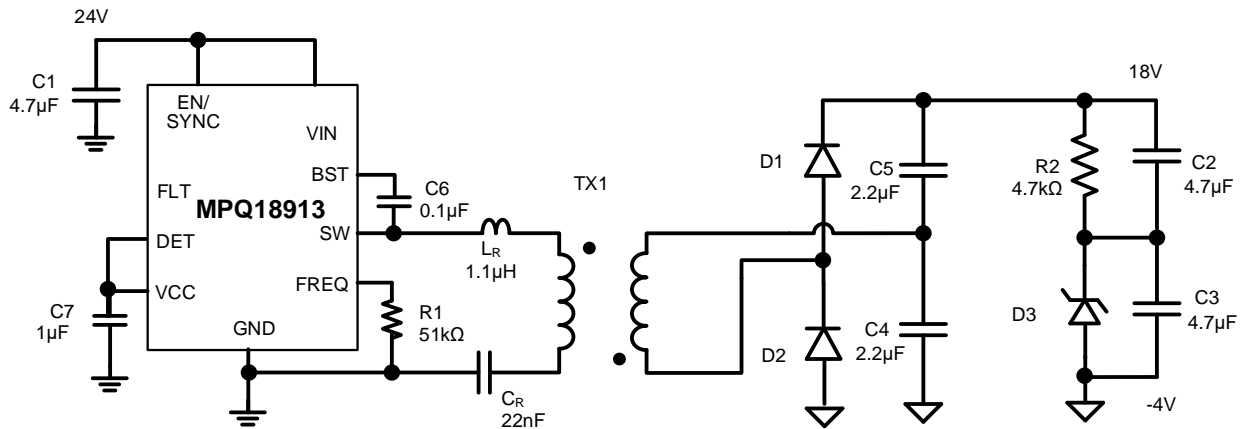 24V
C1
4.7µF
EN/
SYNC
VIN
BST
FLT
MPQ18913
SW
DET
VCC
FREQ
GND
C7
1µF
C6
0.1µF
LR
1.1µH
R1
51kΩ
CR
22nF
TX1
D1
D2
C5
2.2µF
C4
2.2µF
18V
R2
4.7kΩ
C2
4.7µF
D3
C3
4.7µF
-4V